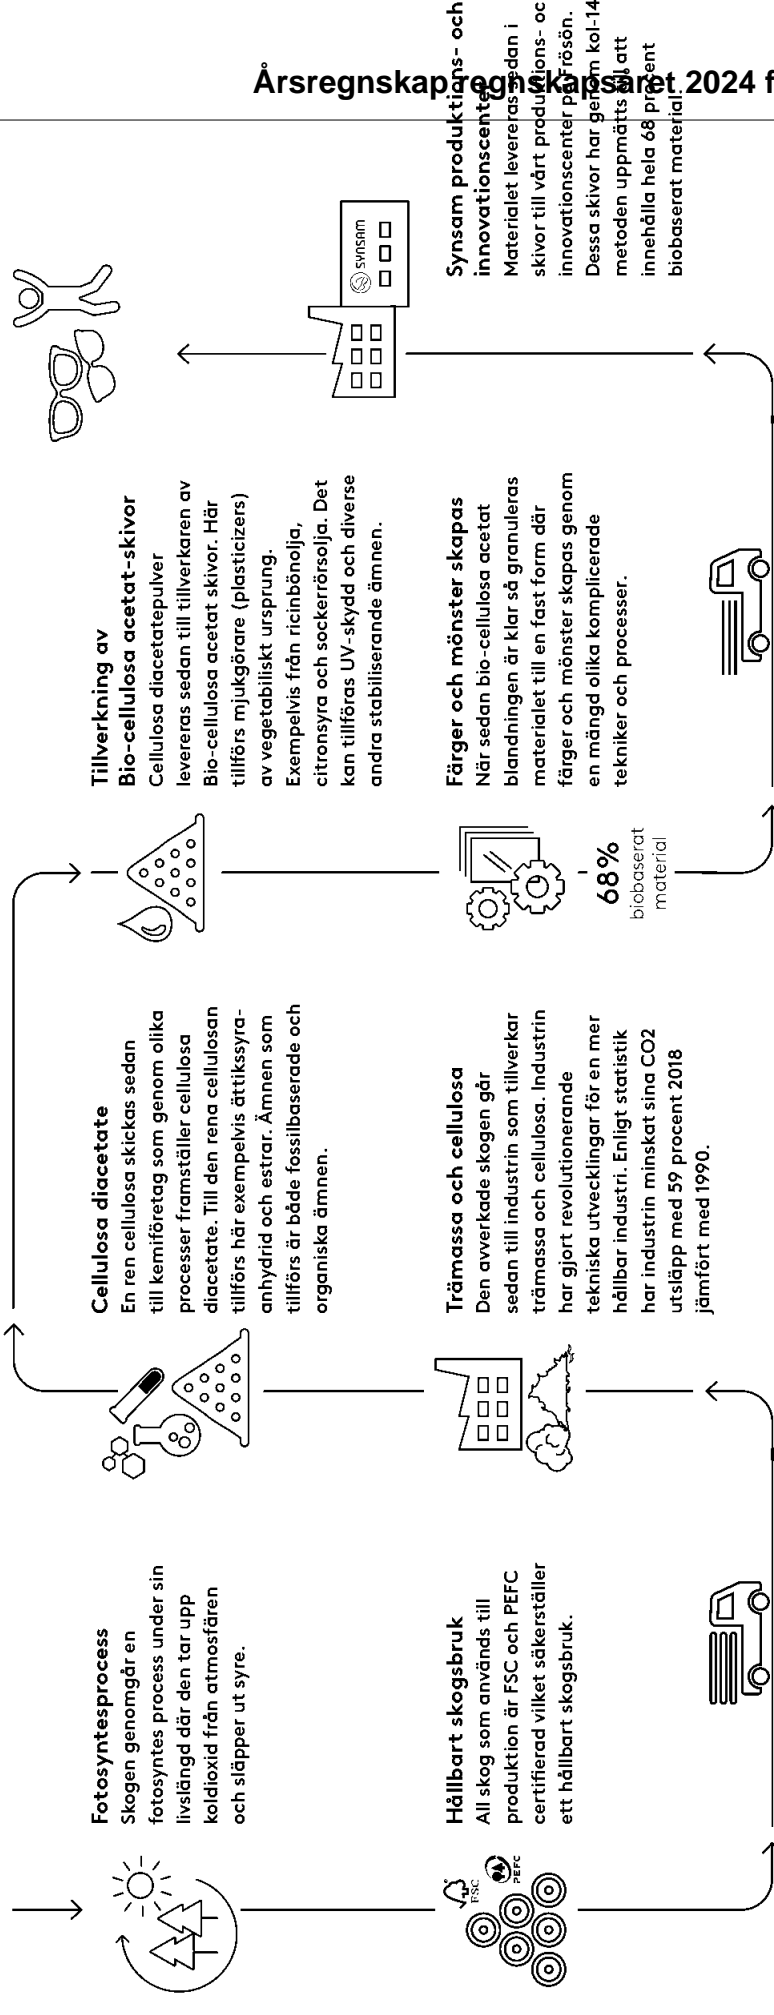 Årsregnskap regnskapsåret 2024 f
Fotosyntesprocess
Skogen genomgår en
fotosyntes process under sin
livslängd där den tar upp
koldioxid från atmosfären
och släpper ut syre.
FSC
PEFC
Hållbart skogsbruk
All skog som används till
produktion är FSC och PEFC
certifierad vilket säkerställer
ett hållbart skogsbruk.
Trämassa och cellulosa
Den avverkade skogen går
sedan till industrin som tillverkar
trämassa och cellulosa. Industrin
har gjort revolutionerande
tekniska utvecklingar för en mer
hållbar industri. Enligt statistik
har industrin minskat sina CO2
utsläpp med 59 procent 2018
jämfört med 1990.
Cellulosa diacetate
En ren cellulosa skickas sedan
till kemiföretag som genom olika
processer framställer cellulosa
diacetate. Till den rena cellulosan
tillförs här exempelvis ättikssyra-
anhydrid och estrar. Ämnen som
tillförs är både fossilbaserade och
organiska ämnen.
Tillverkning av
Bio-cellulosa acetat-skivor
Cellulosa diacetatepulver
levereras sedan till tillverkaren av
Bio-cellulosa acetat skivor. Här
tillförs mjukgörare (plasticizers)
av vegetabiliskt ursprung.
Exempelvis från ricinbönolja,
citronsyra och sockerrörsolja. Det
kan tillföras UV-skydd och diverse
andra stabiliserande ämnen.
Färger och mönster skapas
När sedan bio-cellulosa acetat
blandningen är klar så granuleras
materialet till en fast form där
färger och mönster skapas genom
en mängd olika komplicerade
tekniker och processer.
68%
biobaserat
material
SYNSAM
Synsam produktions- och
innovationscenter
Materialet levereras sedan i
skivor till vårt produktions- oc
innovationscenter på Frösön.
Dessa skivor har genom kol-14
metoden uppmätts till att
innehålla hela 68 procent
biobaserat material.